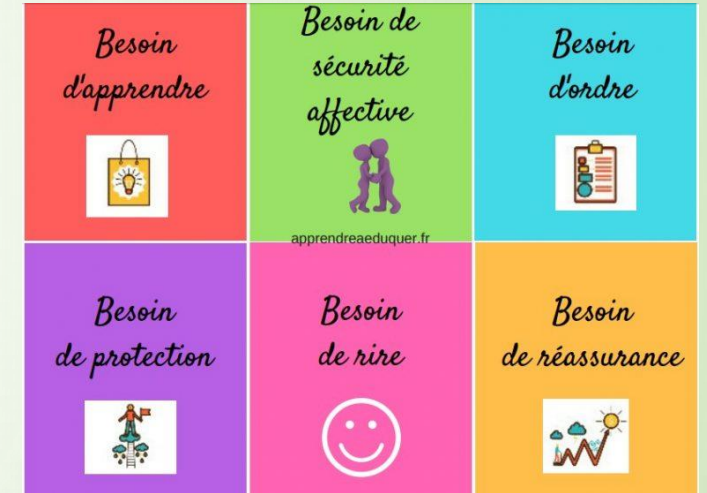 Besoin
d'apprendre
Besoin de
sécurité
affective
apprendreaeduquer.fr
Besoin
d'ordre
Besoin
de protection
Besoin
de rire
Besoin
de réassurance